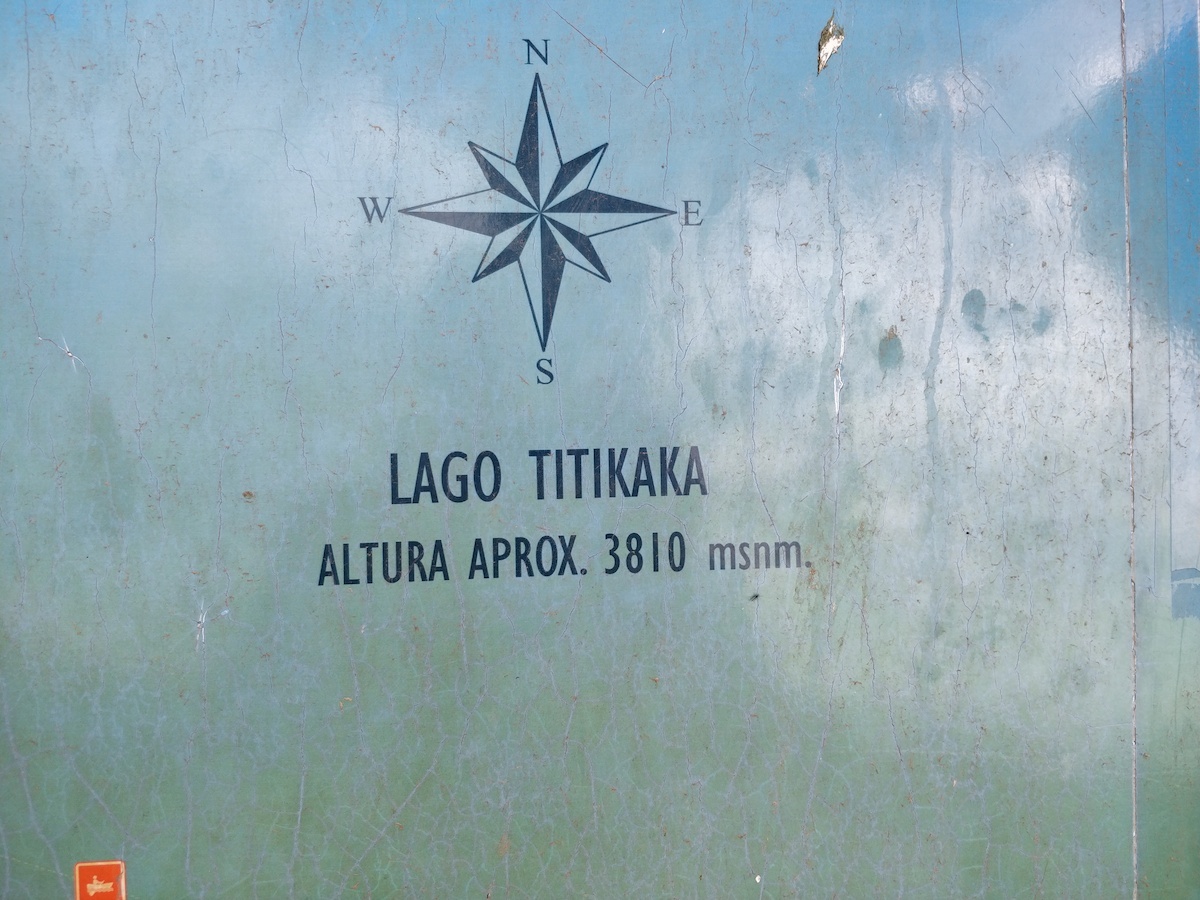 N
W E
S
LAGO TITIKAKA
ALTURA APROX. 3810 msnm.